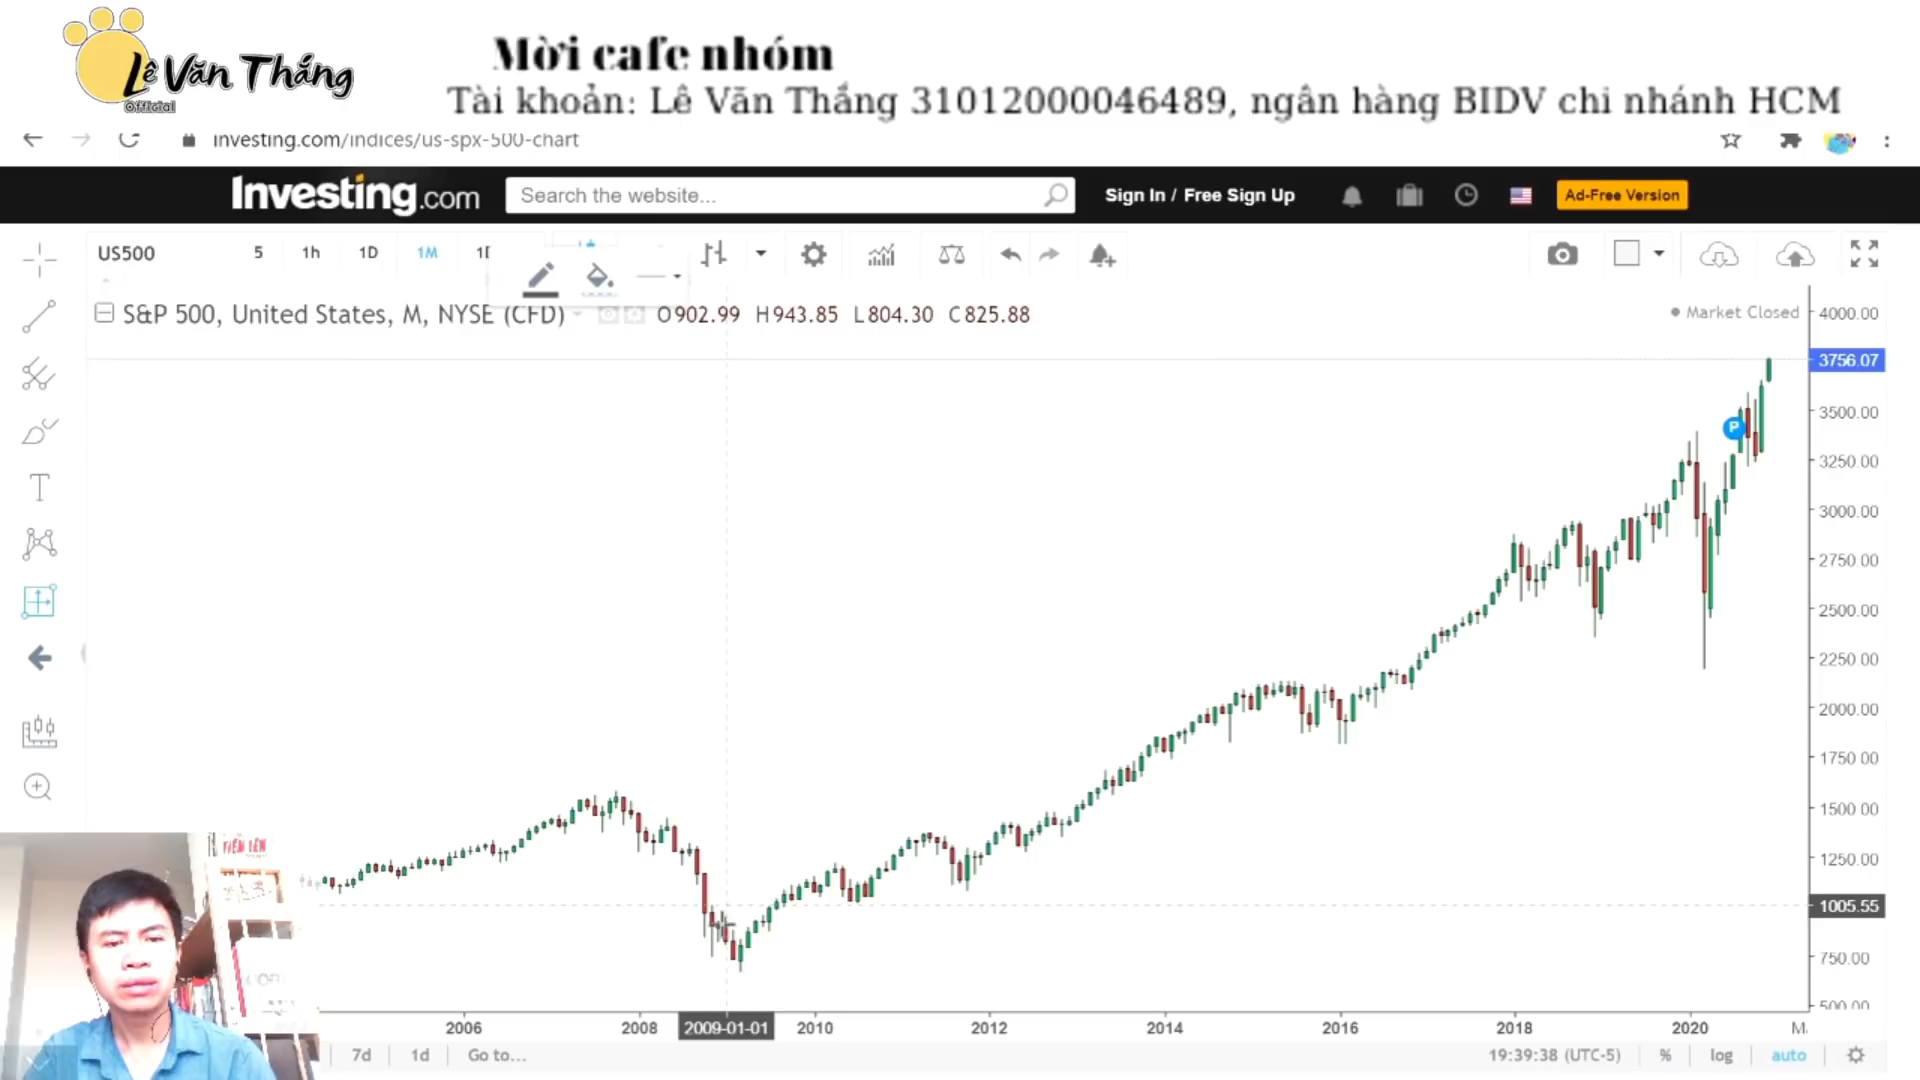 Lê Văn Thắng
Official
Mời cafe nhóm
Tài khoản: Lê Văn Thắng 31012000046489, ngân hàng BIDV chi nhánh HCM
investing.com/indices/us-spx-500-chart
Investing.com
Search the website...
Sign In / Free Sign Up
Ad-Free Version
US500
5
1h
1D
1M
S&P 500, United States, M, NYSE (CFD)
O902.99 H943.85 L804.30 C825.88
Market Closed
4000.00
3756.07
P
3500.00
3250.00
3000.00
2750.00
2500.00
2250.00
2000.00
1750.00
1500.00
1250.00
1005.55
750.00
500.00
T
TIẾN LÊN
2006
2008
2009-01-01
2010
2012
2014
2016
2018
2020
7d
1d
Go to...
19:39:38 (UTC-5)
%
log
auto